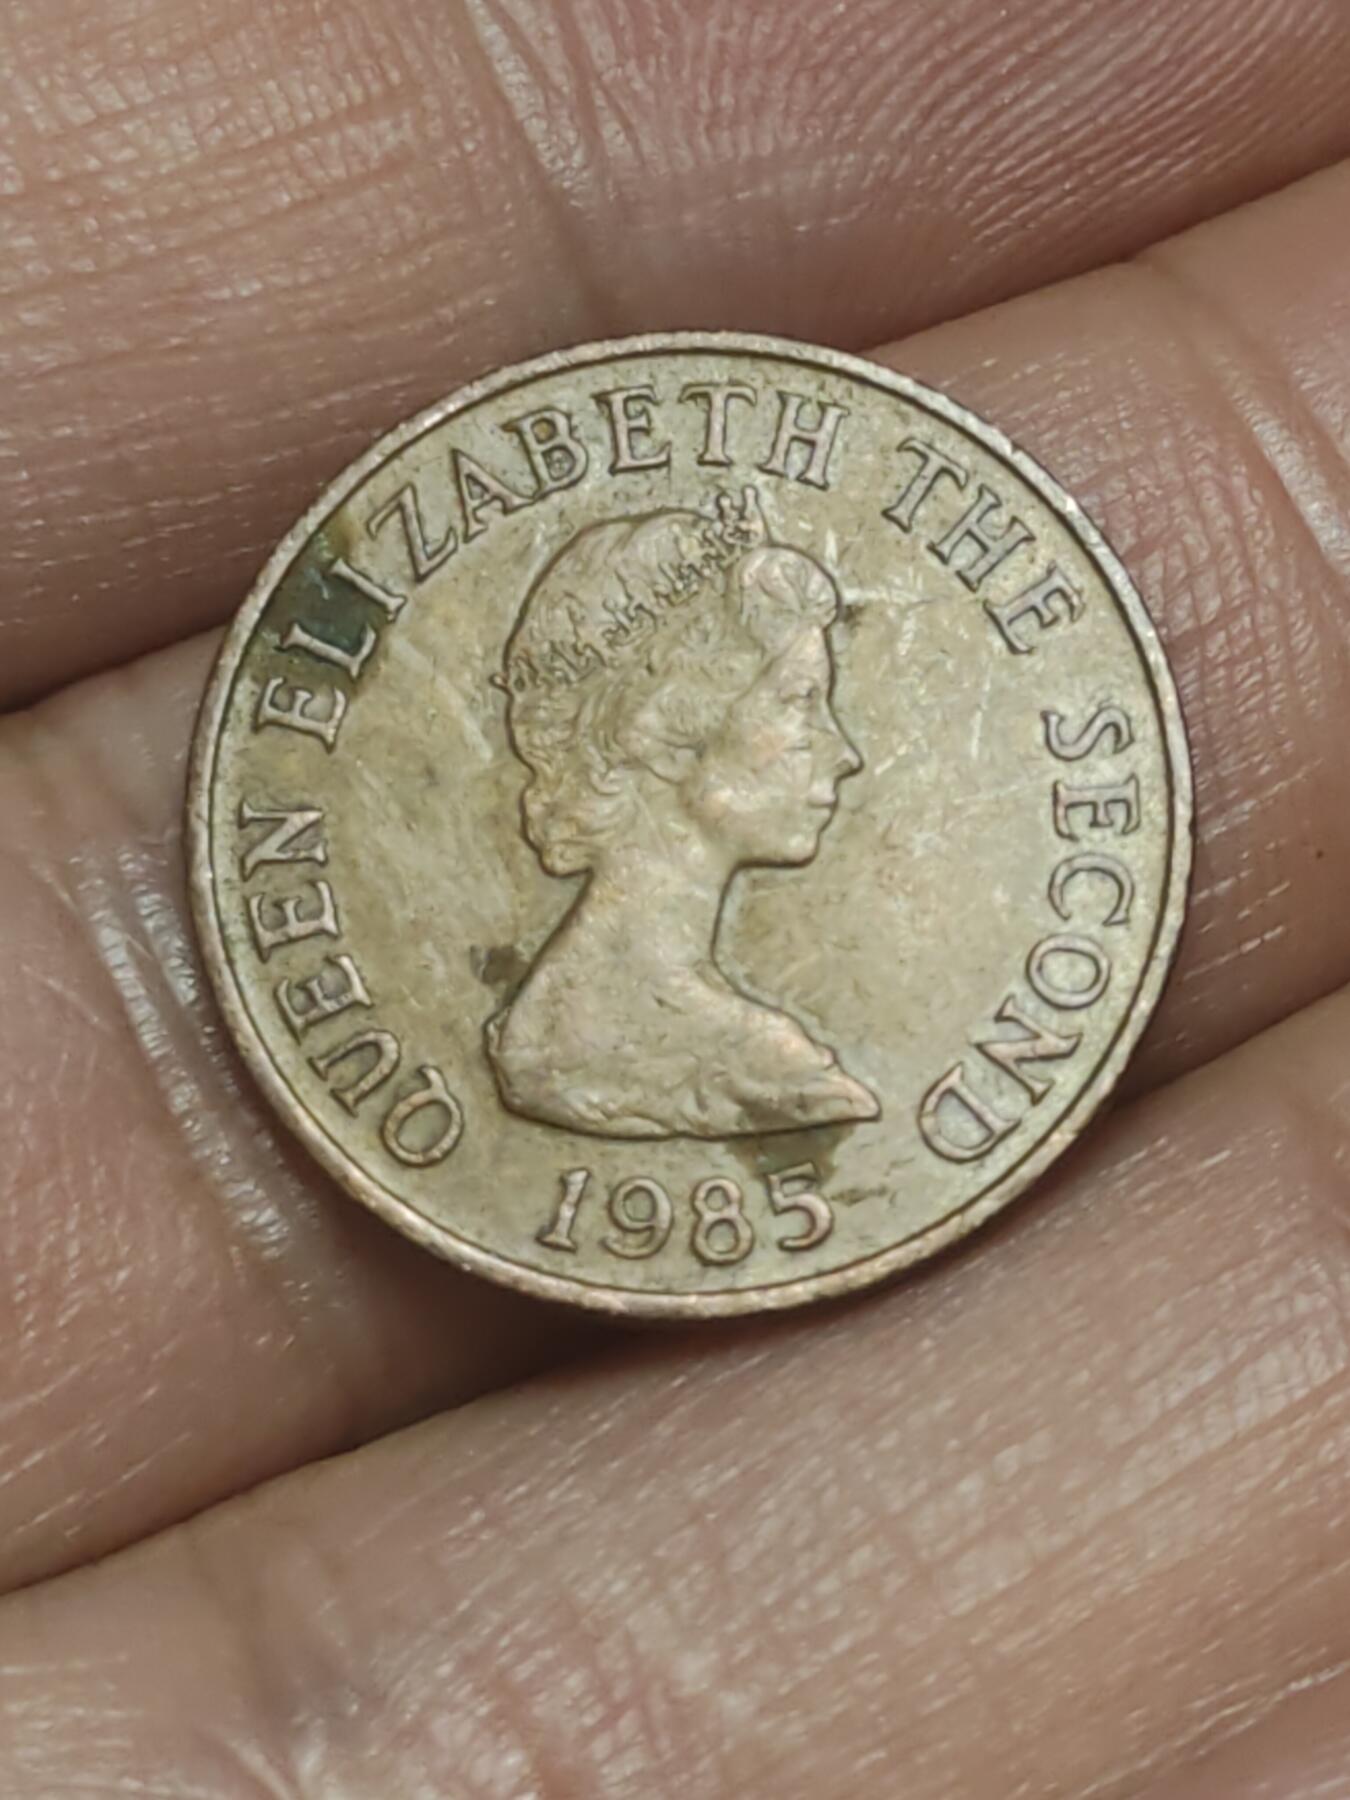 QUEEN ELIZABETH THE SECOND
1985